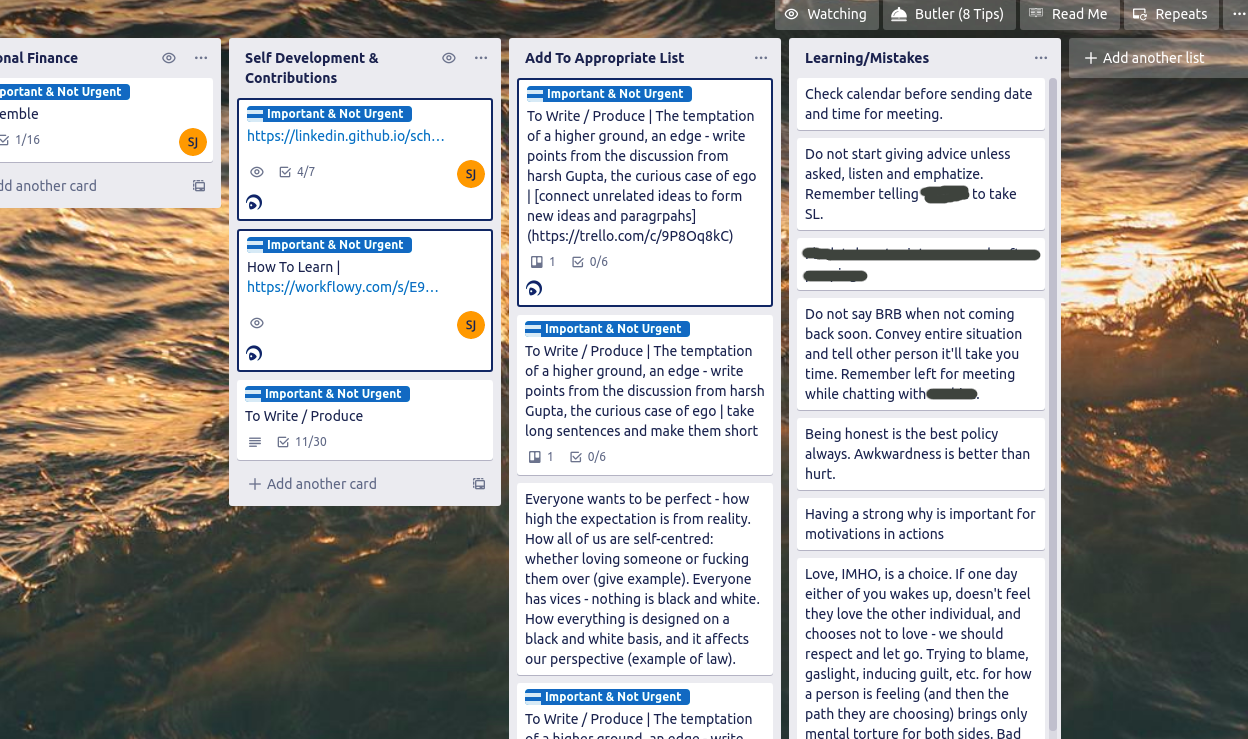 Watching
Butler (8 Tips)
Read Me
Repeats
onal Finance
portant & Not Urgent
emble
1/16
SJ
dd another card
Self Development &
Contributions
Important & Not Urgent
https://linkedin.github.io/sch…
4/7
SJ
Important & Not Urgent
How To Learn |
https://workflowy.com/s/E9…
SJ
Important & Not Urgent
To Write / Produce
11/30
+ Add another card
Add To Appropriate List
Important & Not Urgent
To Write / Produce | The temptation
of a higher ground, an edge - write
points from the discussion from
harsh Gupta, the curious case of ego
| [connect unrelated ideas to form
new ideas and paragrpahs]
(https://trello.com/c/9P8Oq8kC)
1 0/6
Important & Not Urgent
To Write / Produce | The temptation
of a higher ground, an edge - write
points from the discussion from harsh
Gupta, the curious case of ego | take
long sentences and make them short
1 0/6
Everyone wants to be perfect - how
high the expectation is from reality.
How all of us are self-centred:
whether loving someone or fucking
them over (give example). Everyone
has vices - nothing is black and white.
How everything is designed on a
black and white basis, and it affects
our perspective (example of law).
Important & Not Urgent
To Write / Produce | The temptation
of a higher ground, an edge - write
Learning/Mistakes
Check calendar before sending date
and time for meeting.
Do not start giving advice unless
asked, listen and emphatize.
Remember telling to take
SL.
Do not say BRB when not coming
back soon. Convey entire situation
and tell other person it'll take you
time. Remember left for meeting
while chatting with .
Being honest is the best policy
always. Awkwardness is better than
hurt.
Having a strong why is important for
motivations in actions
Love, IMHO, is a choice. If one day
either of you wakes up, doesn't feel
they love the other individual, and
chooses not to love - we should
respect and let go. Trying to blame,
gaslight, inducing guilt, etc. for how
a person is feeling (and then the
path they are choosing) brings only
mental torture for both sides. Bad
+ Add another list